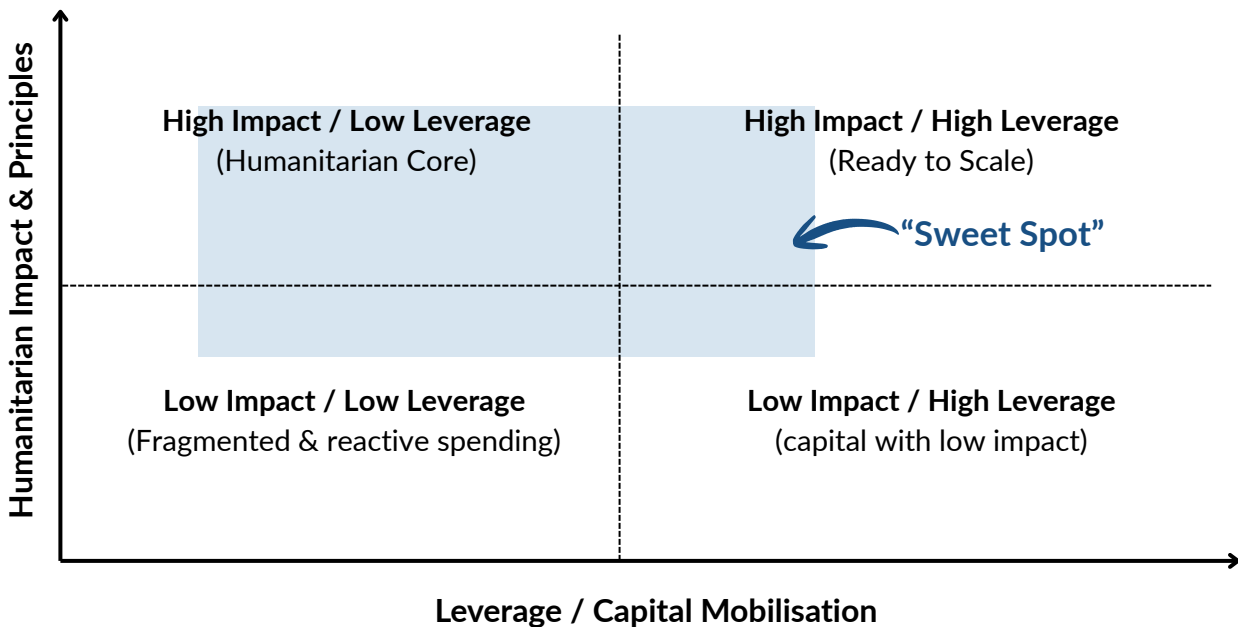 Humanitarian Impact & Principles
High Impact / Low Leverage
(Humanitarian Core)
High Impact / High Leverage
(Ready to Scale)
“Sweet Spot”
Low Impact / Low Leverage
(Fragmented & reactive spending)
Low Impact / High Leverage
(capital with low impact)
Leverage / Capital Mobilisation